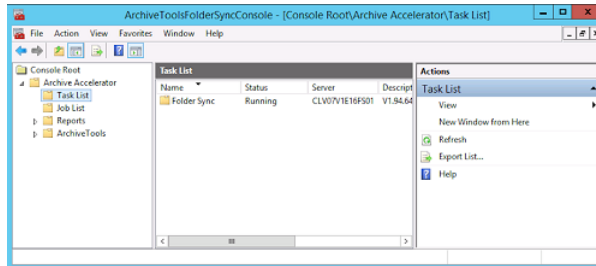 ArchiveToolsFolderSyncConsole - [Console Root\Archive Accelerator\Task List]
File Action View Favorites Window Help
Console Root
Archive Accelerator
Task List
Job List
Reports
ArchiveTools
Task List
Name Status Server Descript
Folder Sync Running CLV07V1E16FS01 V1.94.64
Actions
Task List
View
New Window from Here
Refresh
Export List...
Help